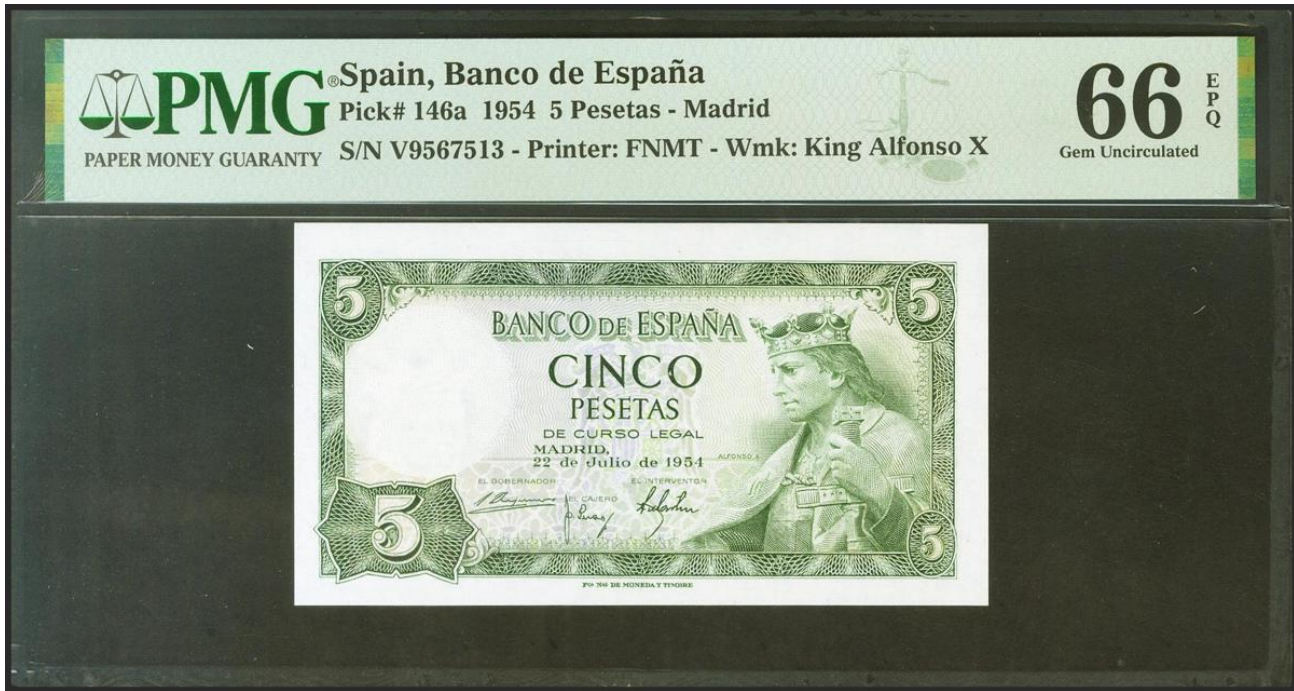 PMG®
PAPER MONEY GUARANTY
Spain, Banco de España
Pick# 146a 1954 5 Pesetas - Madrid
S/N V9567513 - Printer: FNMT - Wmk: King Alfonso X
66
EPQ
Gem Uncirculated
5 5
BANCO DE ESPAÑA
CINCO
PESETAS
DE CURSO LEGAL
MADRID,
22 de Julio de 1954
ALFONSO X
EL GOBERNADOR EL INTERVENTOR
EL CAJERO
5 5
Fca Nal DE MONEDA Y TIMBRE